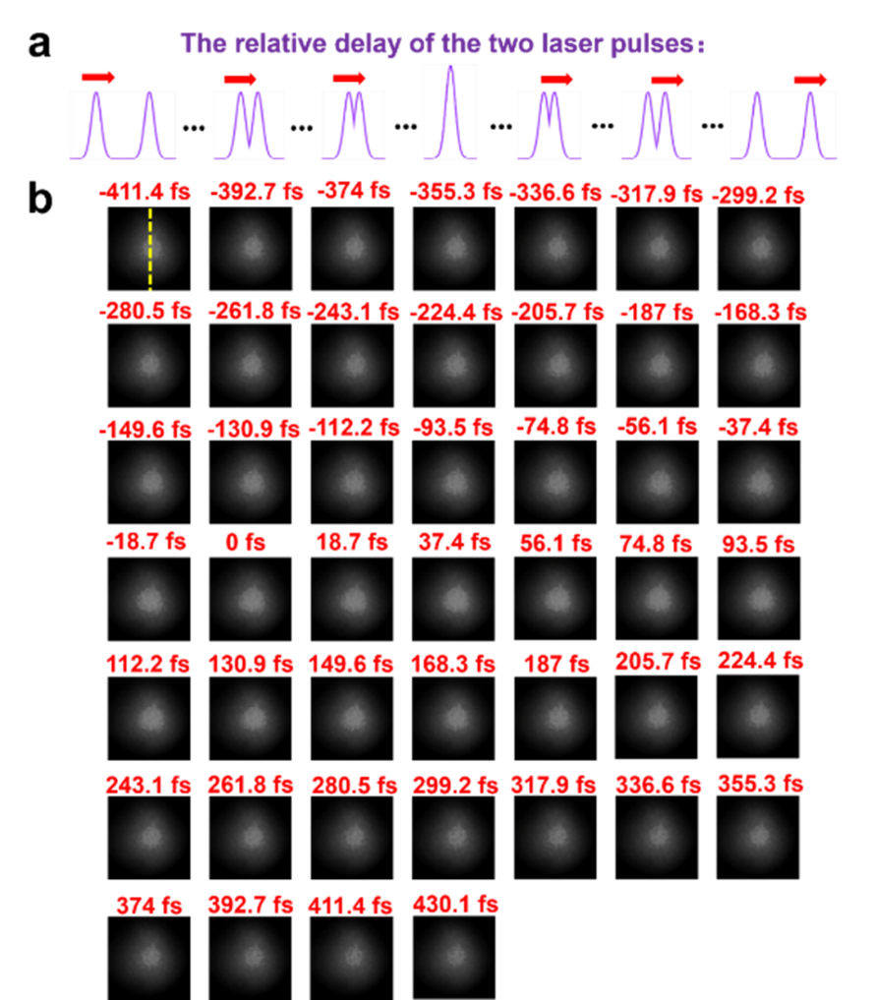 a
The relative delay of the two laser pulses:
••• ••• ••• ••• ••• •••
b
-411.4 fs -392.7 fs -374 fs -355.3 fs -336.6 fs -317.9 fs -299.2 fs
-280.5 fs -261.8 fs -243.1 fs -224.4 fs -205.7 fs -187 fs -168.3 fs
-149.6 fs -130.9 fs -112.2 fs -93.5 fs -74.8 fs -56.1 fs -37.4 fs
-18.7 fs 0 fs 18.7 fs 37.4 fs 56.1 fs 74.8 fs 93.5 fs
112.2 fs 130.9 fs 149.6 fs 168.3 fs 187 fs 205.7 fs 224.4 fs
243.1 fs 261.8 fs 280.5 fs 299.2 fs 317.9 fs 336.6 fs 355.3 fs
374 fs 392.7 fs 411.4 fs 430.1 fs